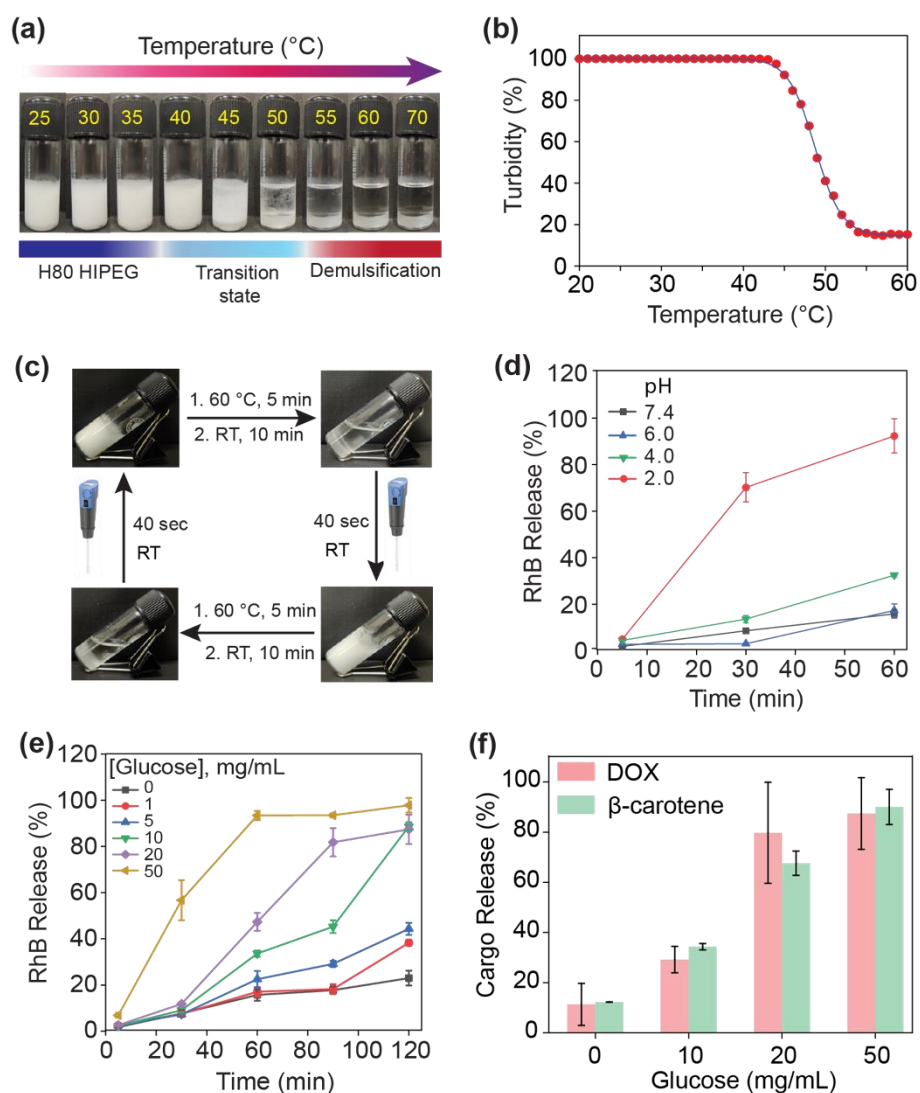 (a)
Temperature (°C)
25 30 35 40 45 50 55 60 70
H80 HIPEG
Transition
state
Demulsification
(b)
Turbidity (%)
100
80
60
40
20
0
20 30 40 50 60
Temperature (°C)
(c)
1. 60 °C, 5 min
2. RT, 10 min
40 sec
RT
40 sec
RT
1. 60 °C, 5 min
2. RT, 10 min
(d)
RhB Release (%)
120
100
80
60
40
20
0
pH
7.4
6.0
4.0
2.0
0 10 20 30 40 50 60
Time (min)
(e)
RhB Release (%)
120
100
80
60
40
20
0
[Glucose], mg/mL
0
1
5
10
20
50
0 20 40 60 80 100 120
Time (min)
(f)
Cargo Release (%)
100
80
60
40
20
0
DOX
β-carotene
0 10 20 50
Glucose (mg/mL)